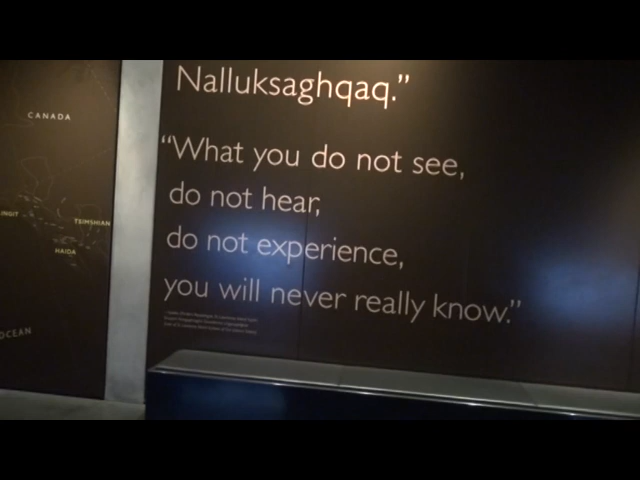 CANADA
TSIMSHIAN
HAIDA
OCEAN
Nalluksaghqaq.”
“What you do not see,
do not hear,
do not experience,
you will never really know.”